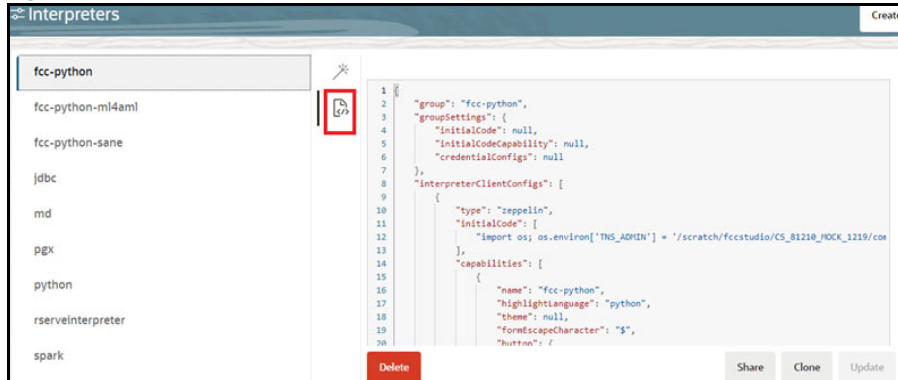 Interpreters
Create
fcc-python
fcc-python-ml4aml
fcc-python-sane
jdbc
md
pgx
python
rserveinterpreter
spark
1 {
2 "group": "fcc-python",
3 "groupSettings": {
4 "initialCode": null,
5 "initialCodeCapability": null,
6 "credentialConfigs": null
7 },
8 "interpreterClientConfigs": [
9 {
10 "type": "zeppelin",
11 "initialCode": [
12 "import os; os.environ['TNS_ADMIN'] = '/scratch/fccstudio/CS_81210_MOCK_1219/con
13 ],
14 "capabilities": [
15 {
16 "name": "fcc-python",
17 "highlightLanguage": "python",
18 "theme": null,
19 "formEscapeCharacter": "$",
20 "button": {
Delete
Share Clone Update